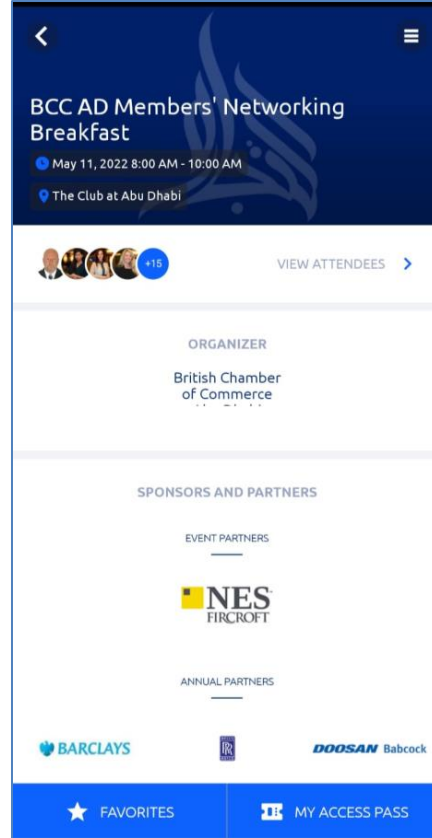 BCC AD Members' Networking
Breakfast
May 11, 2022 8:00 AM - 10:00 AM
The Club at Abu Dhabi
+15
VIEW ATTENDEES
ORGANIZER
British Chamber
of Commerce
SPONSORS AND PARTNERS
EVENT PARTNERS
NES
FIRCROFT
ANNUAL PARTNERS
BARCLAYS
RR
DOOSAN Babcock
FAVORITES
MY ACCESS PASS